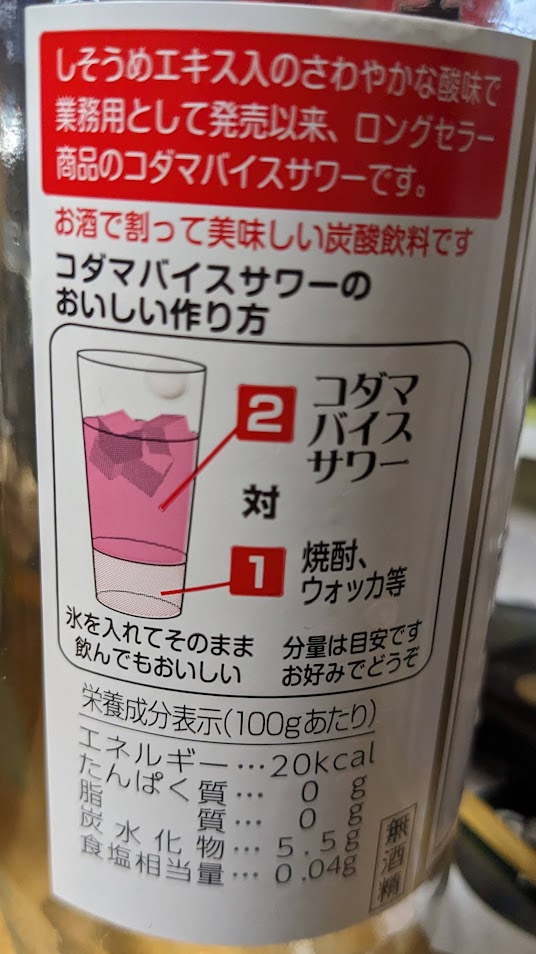 しそうめエキス入のさわやかな酸味で
業務用として発売以来、ロングセラー
商品のコダマバイスサワーです。
お酒で割って美味しい炭酸飲料です
コダマバイスサワーの
おいしい作り方
2
コダマ
バイス
サワー
対
1
焼酎、
ウォッカ等
氷を入れてそのまま
飲んでもおいしい
分量は目安です
お好みでどうぞ
栄養成分表示(100gあたり)
エネルギー…20kcal
たんぱく質… 0 g
脂質… 0 g
炭水化物… 5.5g
食塩相当量… 0.04g
無酒精